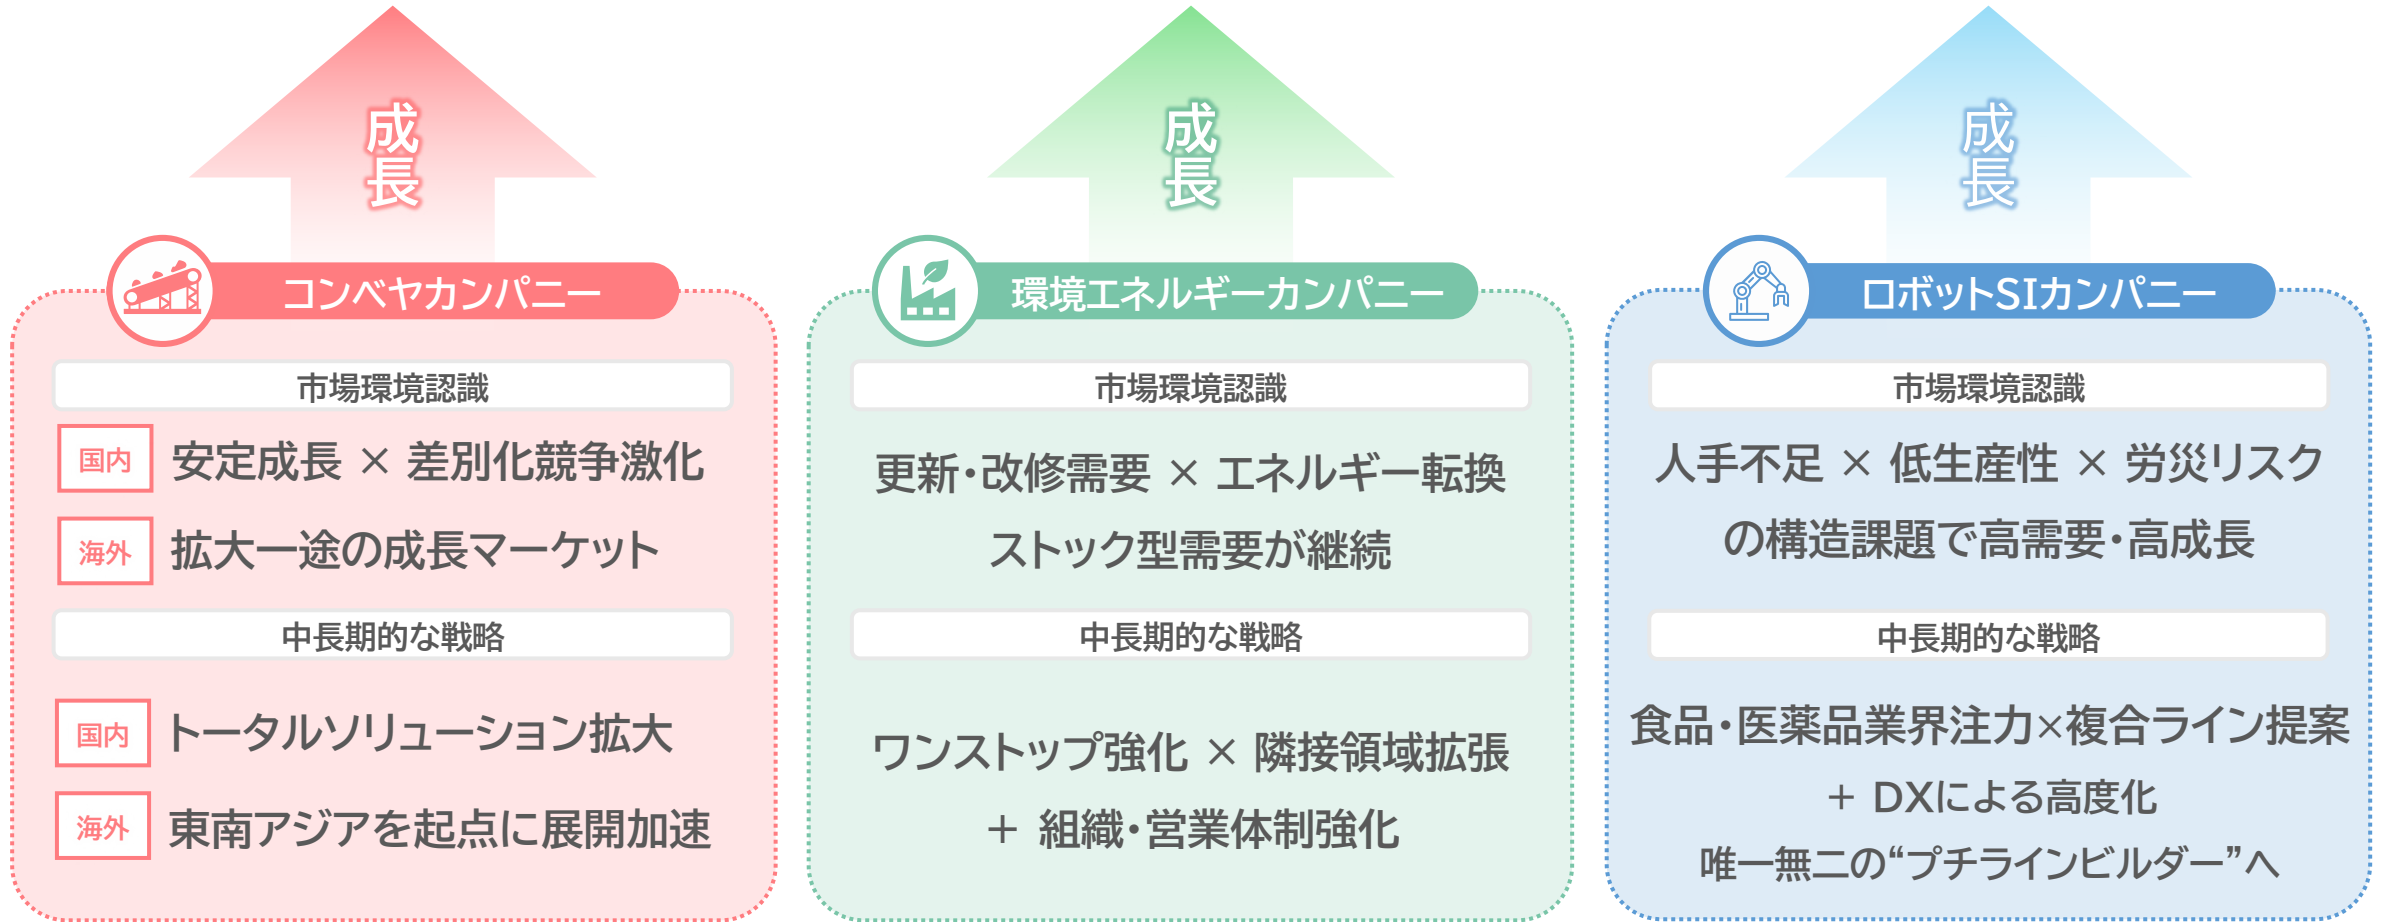 成長
コンベヤカンパニー
市場環境認識
国内 安定成長 × 差別化競争激化
海外 拡大一途の成長マーケット
中長期的な戦略
国内 トータルソリューション拡大
海外 東南アジアを起点に展開加速
成長
環境エネルギーカンパニー
市場環境認識
更新・改修需要 × エネルギー転換
ストック型需要が継続
中長期的な戦略
ワンストップ強化 × 隣接領域拡張
＋ 組織・営業体制強化
成長
ロボットSIカンパニー
市場環境認識
人手不足 × 低生産性 × 労災リスク
の構造課題で高需要・高成長
中長期的な戦略
食品・医薬品業界注力×複合ライン提案
＋ DXによる高度化
唯一無二の“プチラインビルダー”へ